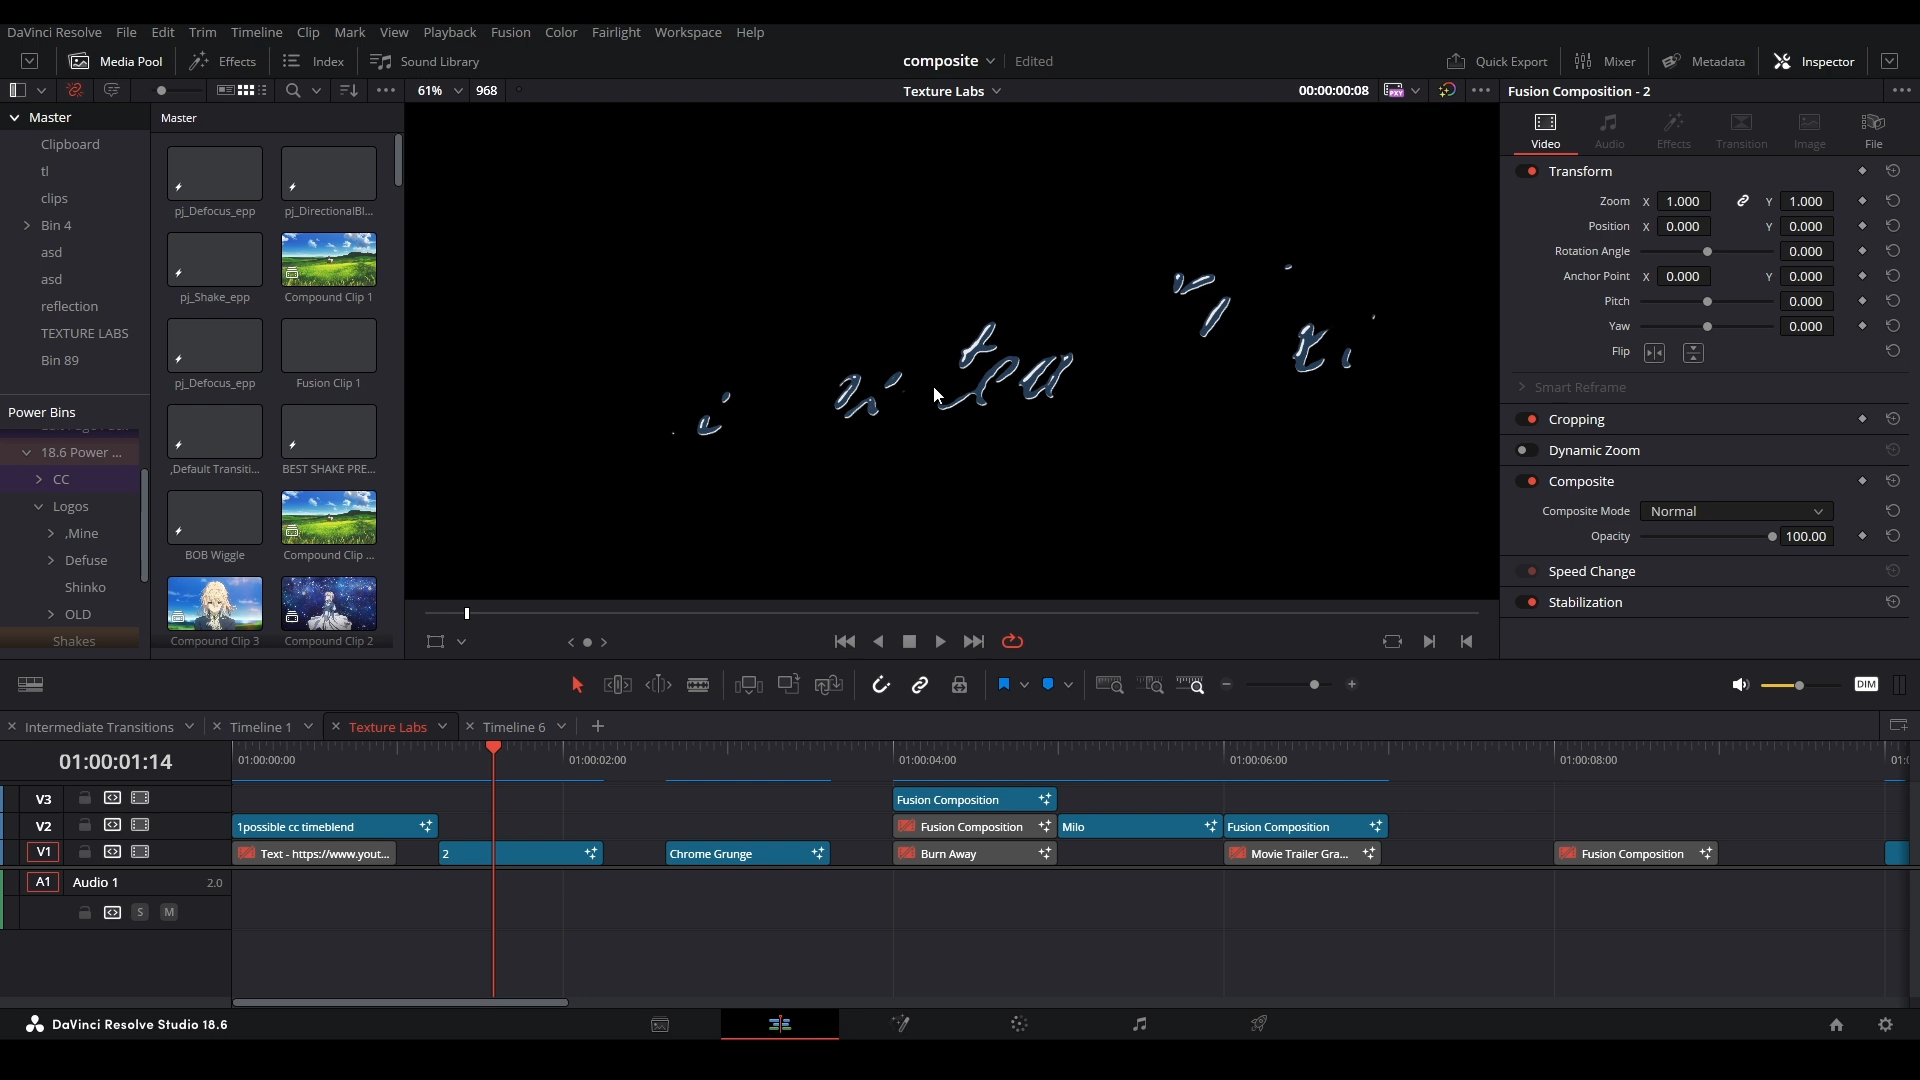 DaVinci Resolve File Edit Trim Timeline Clip Mark View Playback Fusion Color Fairlight Workspace Help
Media Pool Effects Index Sound Library composite Edited Quick Export Mixer Metadata Inspector
61% 968 Texture Labs 00:00:00:08 Fusion Composition - 2
Master
Clipboard
tl
clips
Bin 4
asd
asd
reflection
TEXTURE LABS
Bin 89
Power Bins
18.6 Power ...
CC
Logos
,Mine
Defuse
Shinko
OLD
Shakes
Master
pj_Defocus_epp pj_DirectionalBl...
pj_Shake_epp Compound Clip 1
pj_Defocus_epp Fusion Clip 1
,Default Transiti... BEST SHAKE PRE...
BOB Wiggle Compound Clip ...
Compound Clip 3 Compound Clip 2
Video Audio Effects Transition Image File
Transform
Zoom X 1.000 Y 1.000
Position X 0.000 Y 0.000
Rotation Angle 0.000
Anchor Point X 0.000 Y 0.000
Pitch 0.000
Yaw 0.000
Flip
Smart Reframe
Cropping
Dynamic Zoom
Composite
Composite Mode Normal
Opacity 100.00
Speed Change
Stabilization
DIM
Intermediate Transitions Timeline 1 Texture Labs Timeline 6
01:00:01:14 01:00:00:00 01:00:02:00 01:00:04:00 01:00:06:00 01:00:08:00
V3 Fusion Composition
V2 1possible cc timeblend Fusion Composition Milo Fusion Composition
V1 Text - https://www.yout... 2 Chrome Grunge Burn Away Movie Trailer Gra... Fusion Composition
A1 Audio 1 2.0
S M
DaVinci Resolve Studio 18.6